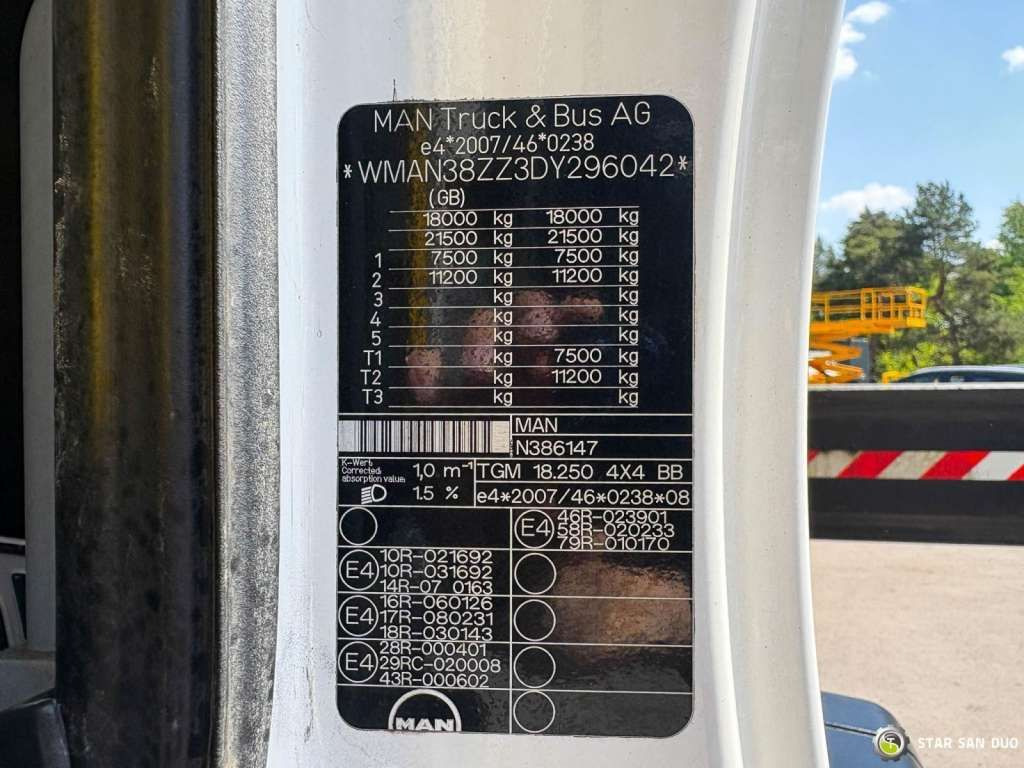 MAN Truck & Bus AG
e4*2007/46*0238
*WMAN38ZZ3DY296042*
(GB)
18000 kg 18000 kg
21500 kg 21500 kg
1 7500 kg 7500 kg
2 11200 kg 11200 kg
3 kg kg
4 kg kg
5 kg kg
T1 kg 7500 kg
T2 kg 11200 kg
T3 kg kg
MAN
N386147
K-Wert:
Corrected
absorption value:
1,0 m⁻¹
TGM 18.250 4X4 BB
1.5 %
e4*2007/46*0238*08
E4
46R-023901
58R-020233
79R-010170
E4
10R-021692
10R-031692
14R-07 0163
E4
16R-060126
17R-080231
18R-030143
E4
28R-000401
29RC-020008
43R-000602
MAN
STAR SAN DUO